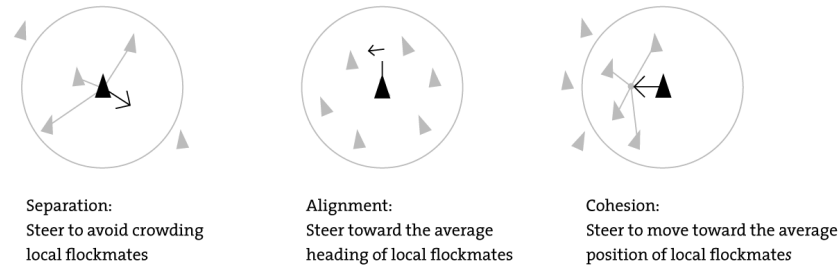 Separation:
Steer to avoid crowding
local flockmates
Alignment:
Steer toward the average
heading of local flockmates
Cohesion:
Steer to move toward the average
position of local flockmates